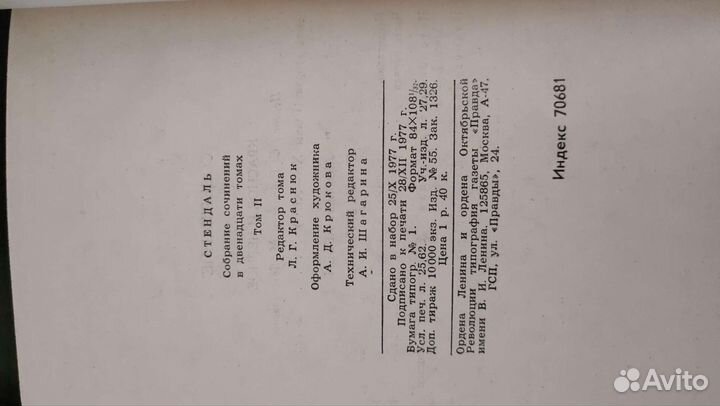 СТЕНДАЛЬ
Собрание сочинений
в двенадцати томах
Том II
Редактор тома
Л. Г. Краснюк
Оформление художника
А. Д. Крюкова
Технический редактор
А. И. Шагарина
Сдано в набор 25/X 1977 г.
Подписано к печати 28/XII 1977 г.
Бумага типогр. № 1. Формат 84×108¹/₃₂.
Усл. печ. л. 25,62. Уч.-изд. л. 27,29.
Доп. тираж 10 000 экз. Изд. № 55. Зак. 1326.
Цена 1 р. 40 к.
Ордена Ленина и ордена Октябрьской
Революции типография газеты «Правда»
имени В. И. Ленина. 125865, Москва, А-47,
ГСП, ул. «Правды», 24.
Индекс 70681
Avito